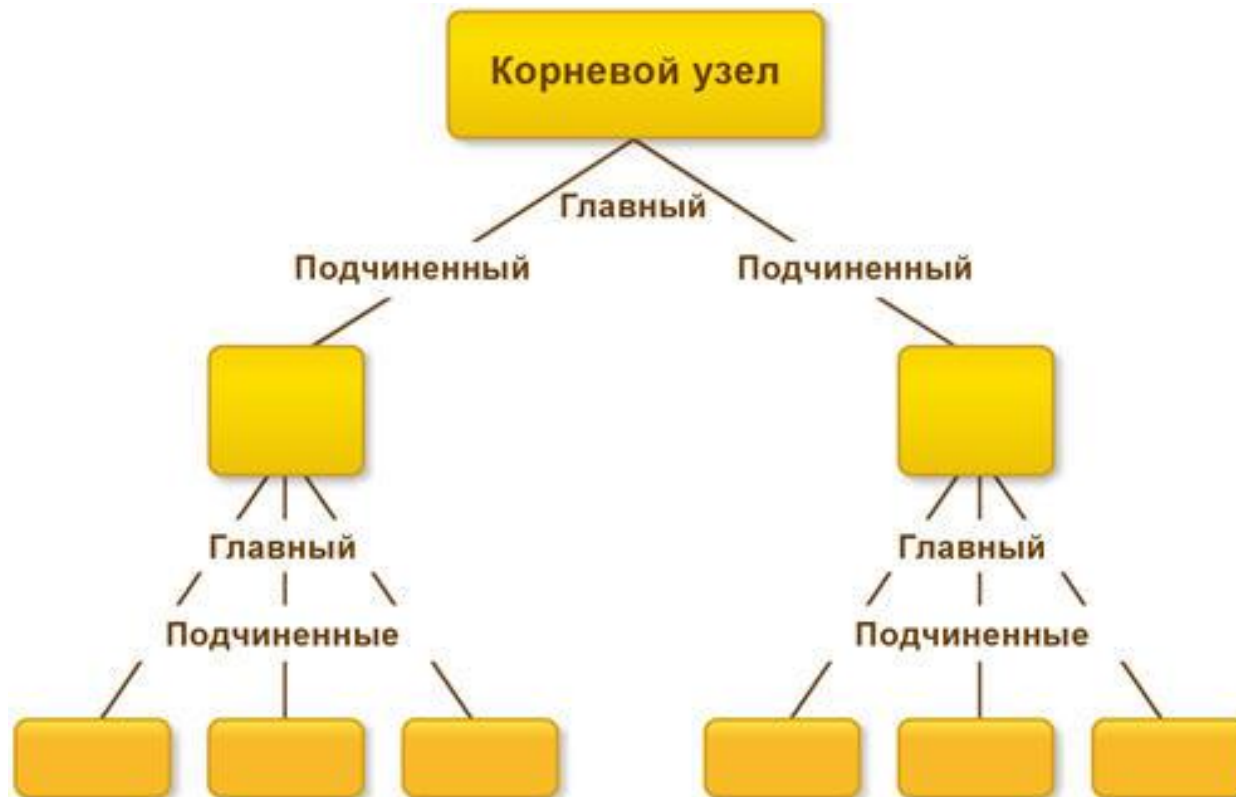 Корневой узел
Главный
Подчиненный
Подчиненный
Главный
Главный
Подчиненные
Подчиненные